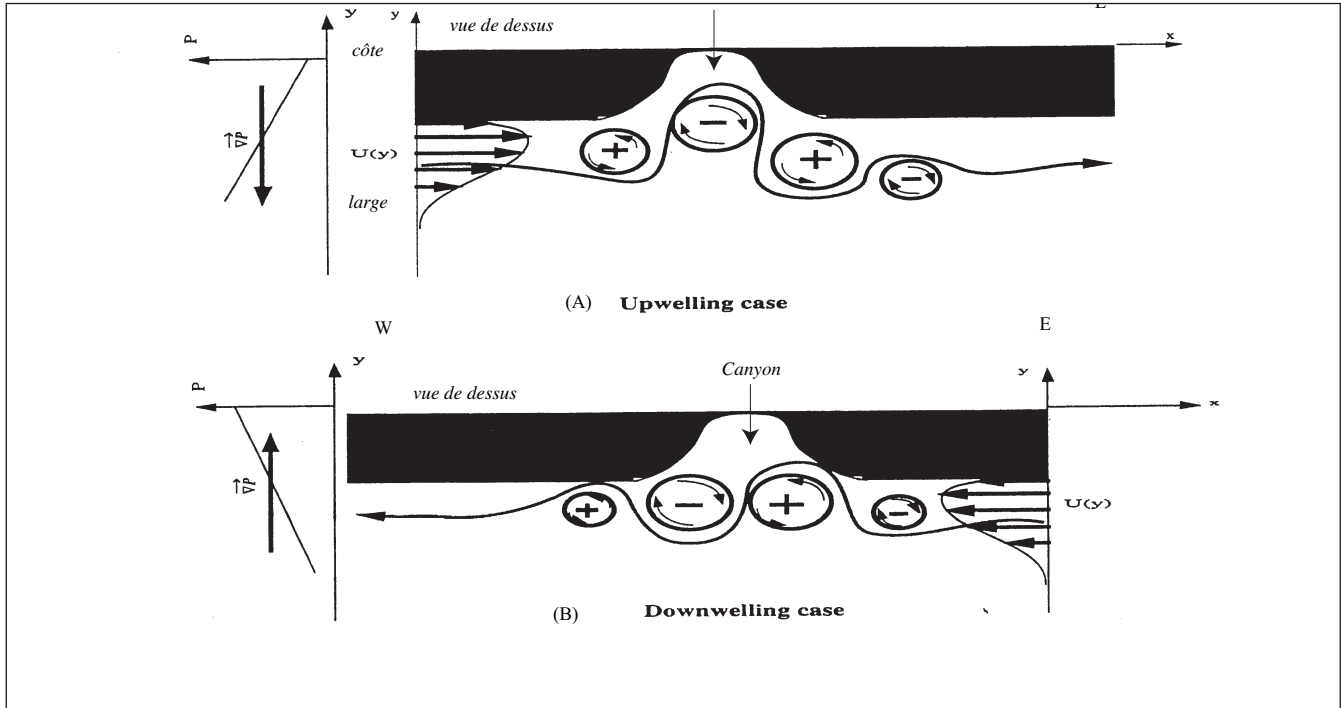 y
y
E
P
côte
vue de dessus
x
∇P
U(y)
+
−
+
−
large
(A) Upwelling case
W
E
y
P
vue de dessus
Canyon
y
x
∇P
+
−
+
−
U(y)
(B) Downwelling case